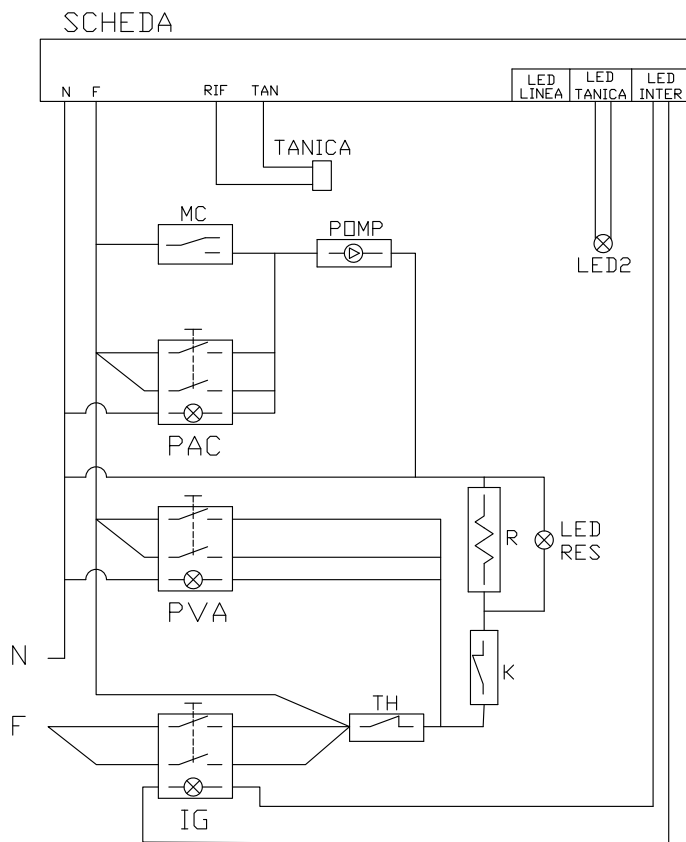 SCHEDA
LED LED LED
N F RIF TAN LINEA TANICA INTER
TANICA
MC
POMP
LED2
PAC
R
LED
RES
PVA
N
K
TH
F
IG